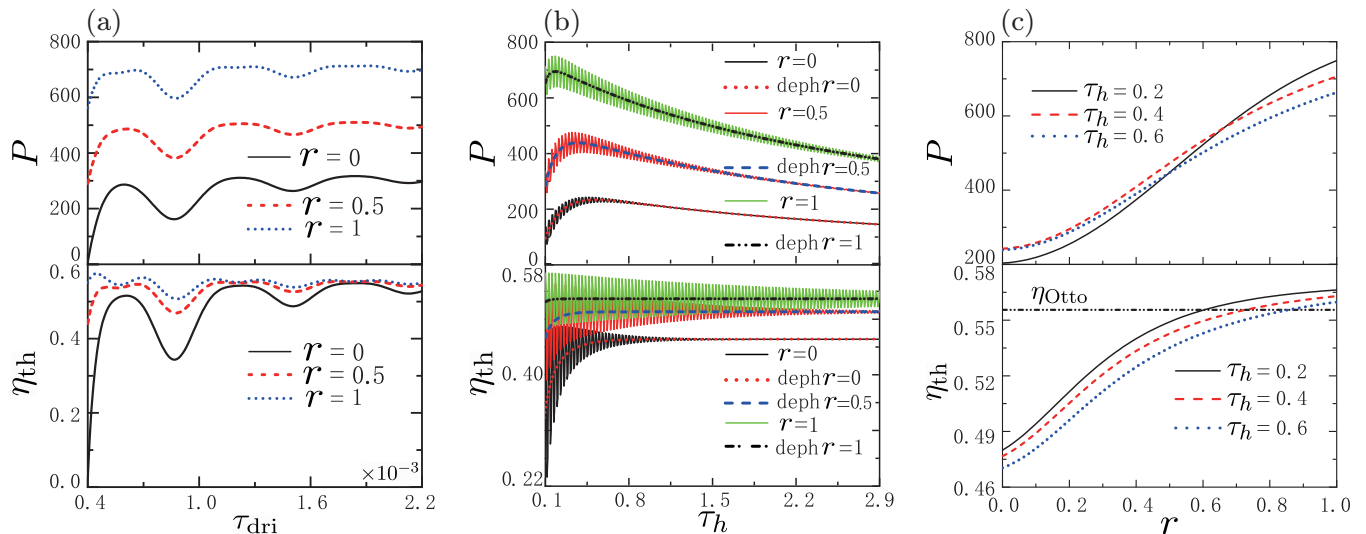 (a)
800
600
P
400
200
0
r = 0
r = 0.5
r = 1
0.6
0.4
η_th
0.2
0.0
r = 0
r = 0.5
r = 1
×10⁻³
0.4 1.0 1.6 2.2
τ_dri
(b)
800
600
P
400
200
0
r=0
deph r=0
r=0.5
deph r=0.5
r=1
deph r=1
0.58
η_th
0.40
0.22
r=0
deph r=0
deph r=0.5
r=1
deph r=1
0.1 0.8 1.5 2.2 2.9
τ_h
(c)
800
600
P
400
200
τ_h = 0.2
τ_h = 0.4
τ_h = 0.6
0.58
η_Otto
0.55
η_th
0.52
0.49
0.46
τ_h = 0.2
τ_h = 0.4
τ_h = 0.6
0.0 0.2 0.4 0.6 0.8 1.0
r